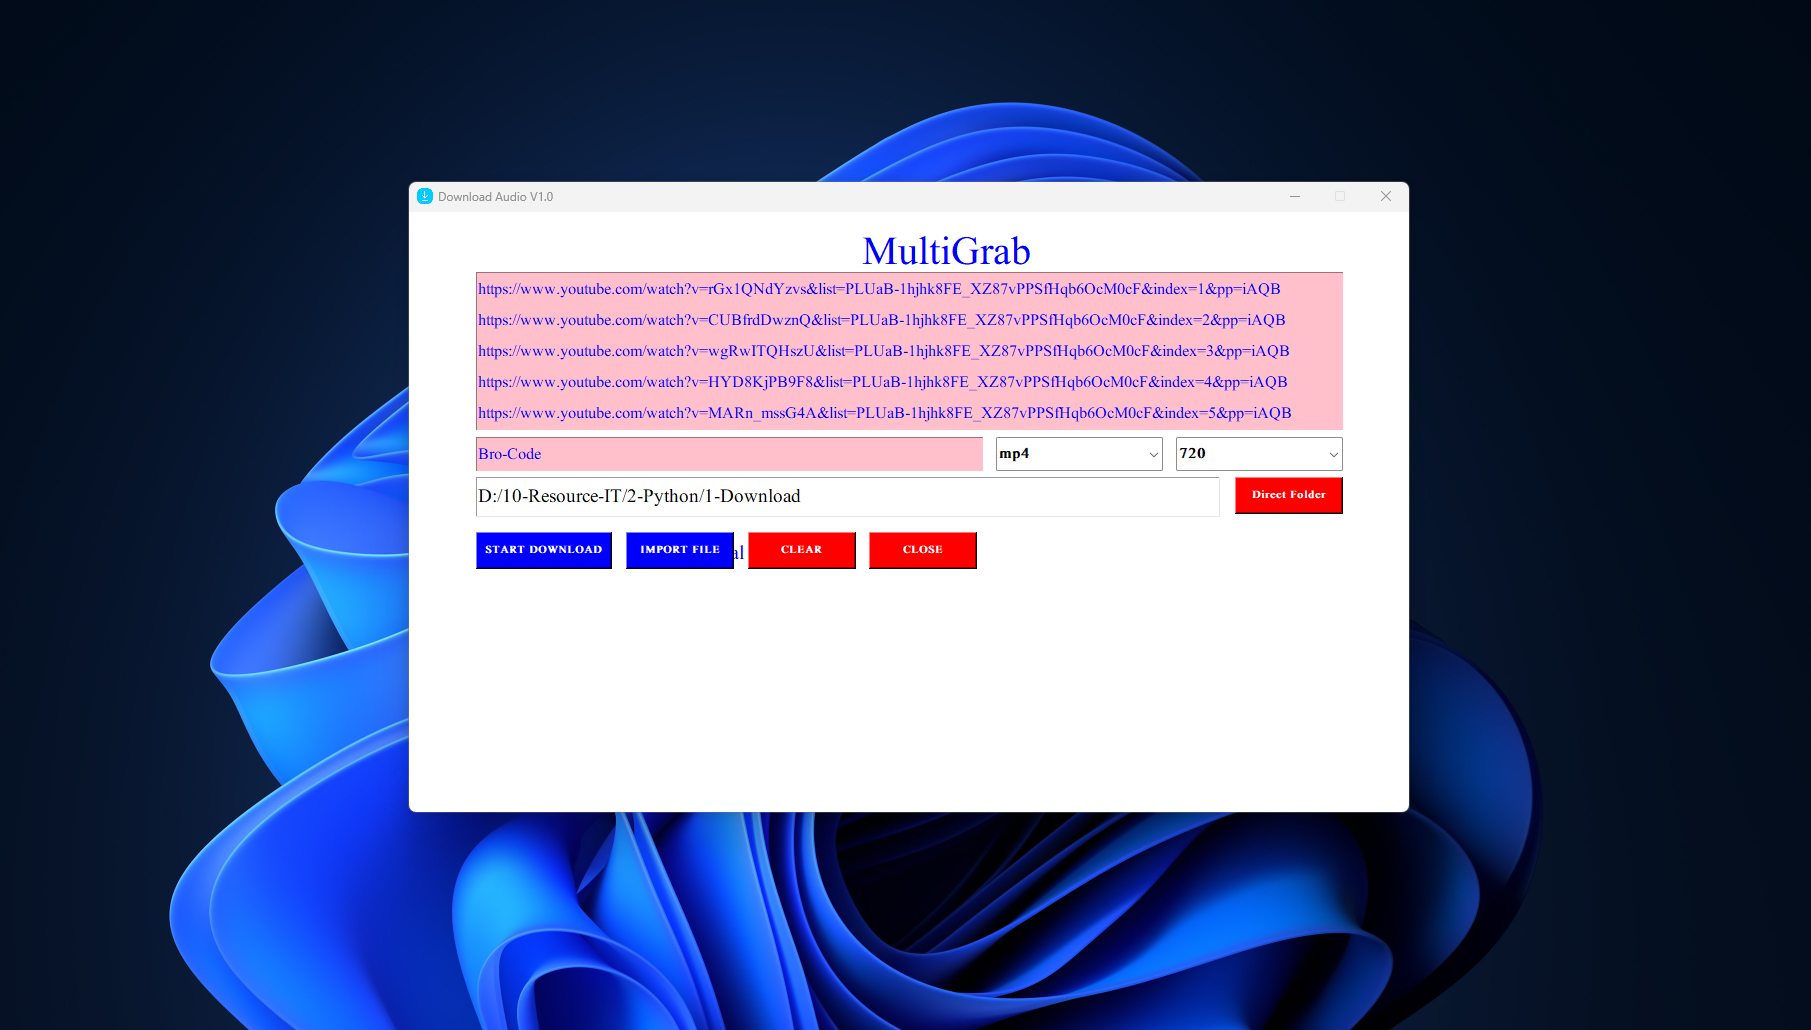 Download Audio V1.0
MultiGrab
https://www.youtube.com/watch?v=rGx1QNdYzvs&list=PLUaB-1hjhk8FE_XZ87vPPSfHqb6OcM0cF&index=1&pp=iAQB
https://www.youtube.com/watch?v=CUBfrdDwznQ&list=PLUaB-1hjhk8FE_XZ87vPPSfHqb6OcM0cF&index=2&pp=iAQB
https://www.youtube.com/watch?v=wgRwITQHszU&list=PLUaB-1hjhk8FE_XZ87vPPSfHqb6OcM0cF&index=3&pp=iAQB
https://www.youtube.com/watch?v=HYD8KjPB9F8&list=PLUaB-1hjhk8FE_XZ87vPPSfHqb6OcM0cF&index=4&pp=iAQB
https://www.youtube.com/watch?v=MARn_mssG4A&list=PLUaB-1hjhk8FE_XZ87vPPSfHqb6OcM0cF&index=5&pp=iAQB
Bro-Code mp4 720
D:/10-Resource-IT/2-Python/1-Download Direct Folder
START DOWNLOAD IMPORT FILE CLEAR CLOSE